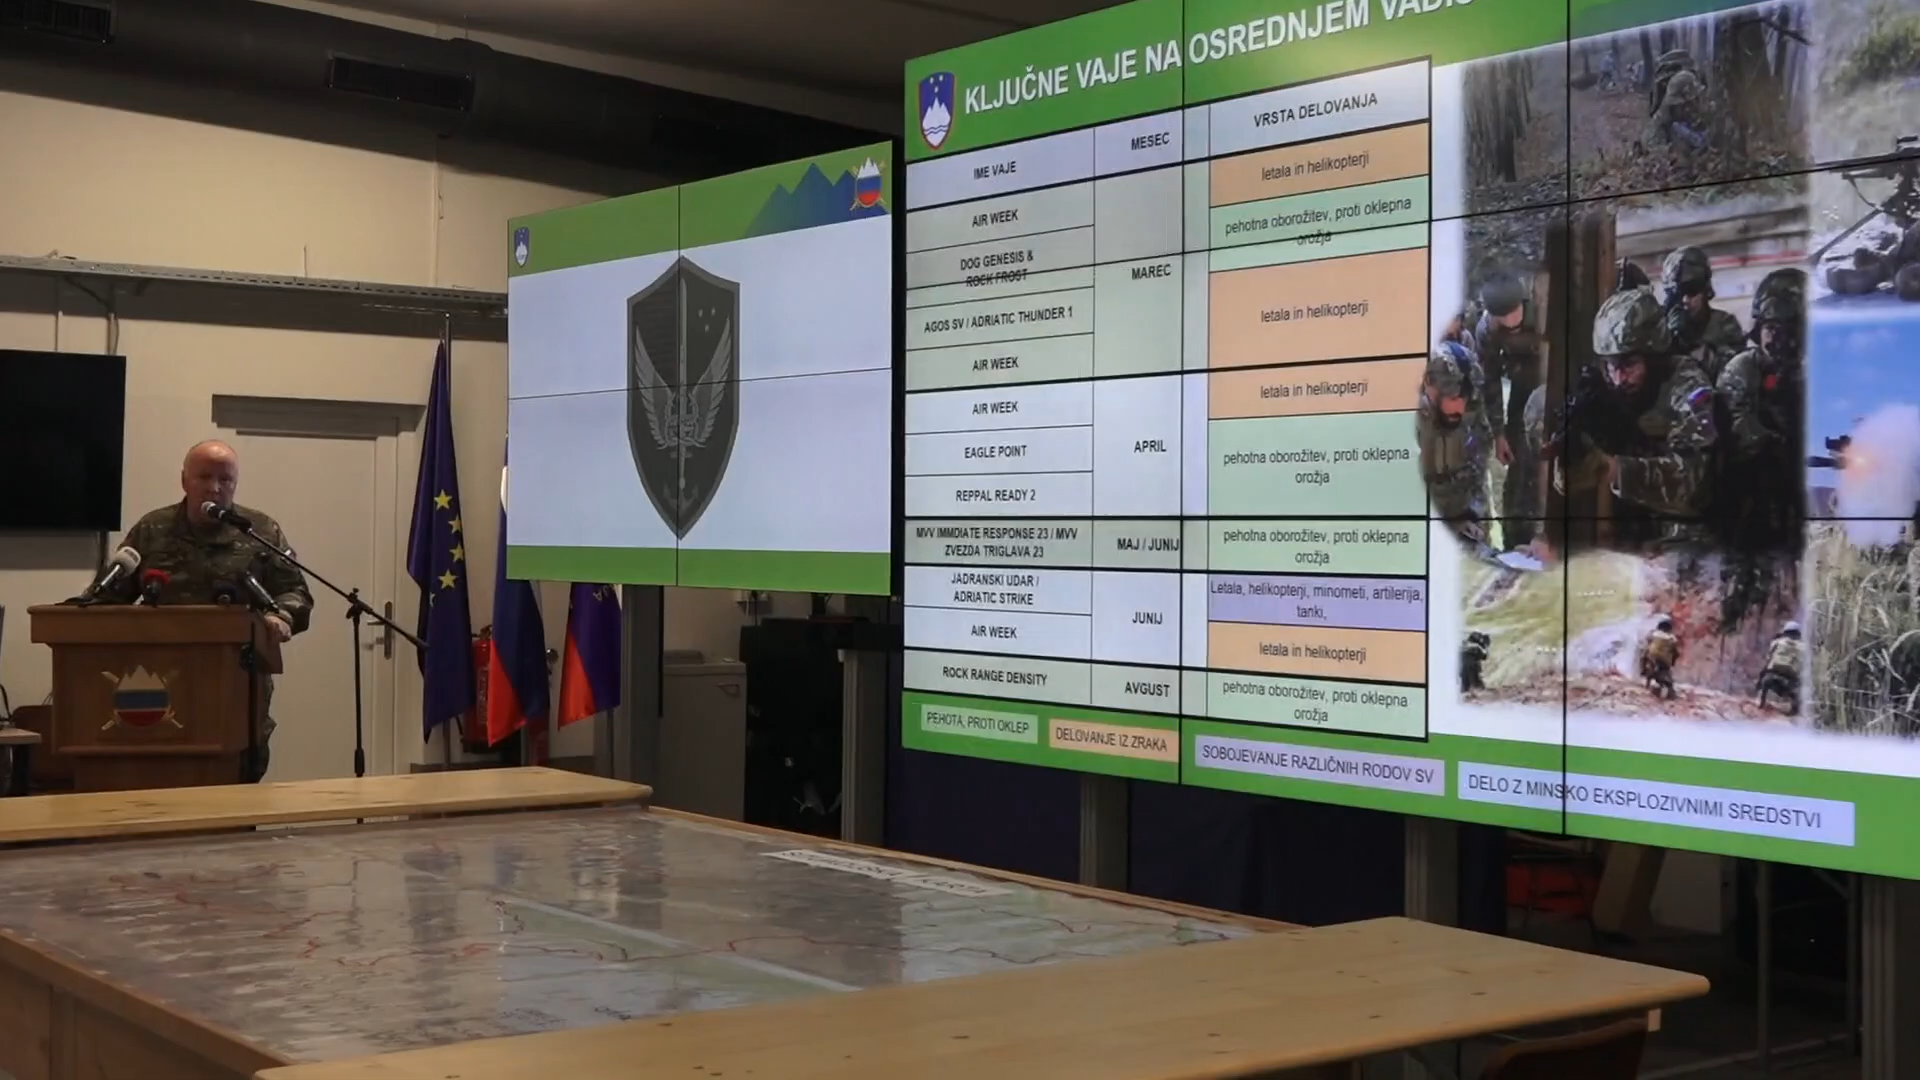 KLJUČNE VAJE NA OSREDNJEM
IME VAJE
MESEC
VRSTA DELOVANJA
AIR WEEK
DOG GENESIS &
ROCK FROST
AGOS SV / ADRIATIC THUNDER 1
AIR WEEK
MAREC
letala in helikopterji
pehotna oborožitev, proti oklepna
orožja
letala in helikopterji
AIR WEEK
EAGLE POINT
REPPAL READY 2
APRIL
letala in helikopterji
pehotna oborožitev, proti oklepna
orožja
MVV IMMDIATE RESPONSE 23 / MVV
ZVEZDA TRIGLAVA 23
MAJ / JUNIJ
pehotna oborožitev, proti oklepna
orožja
JADRANSKI UDAR /
ADRIATIC STRIKE
AIR WEEK
JUNIJ
Letala, helikopterji, minometi, artilerija,
tanki,
letala in helikopterji
ROCK RANGE DENSITY
AVGUST
pehotna oborožitev, proti oklepna
orožja
PEHOTA, PROTI OKLEP
DELOVANJE IZ ZRAKA
SOBOJEVANJE RAZLIČNIH RODOV SV
DELO Z MINSKO EKSPLOZIVNIMI SREDSTVI